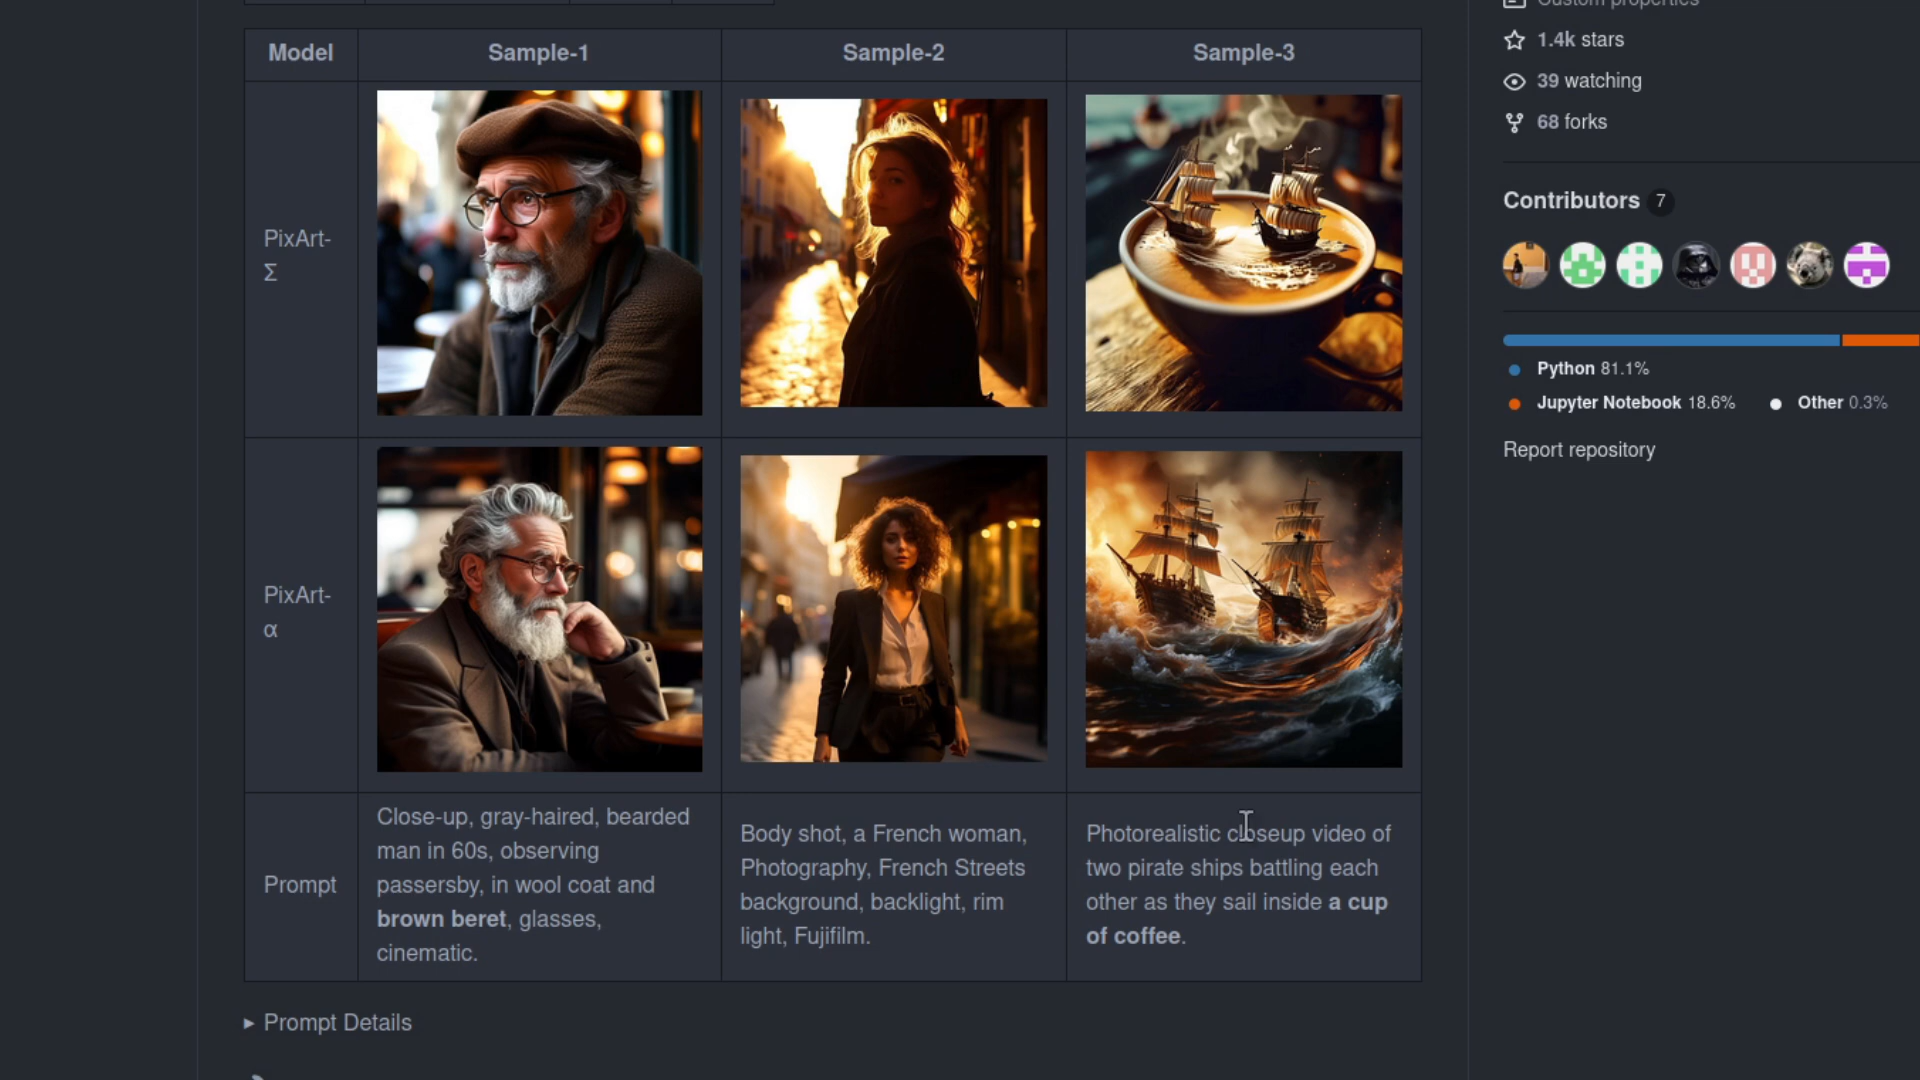 Custom properties
1.4k stars
39 watching
68 forks
Contributors 7
Python 81.1%
Jupyter Notebook 18.6% Other 0.3%
Report repository
Model Sample-1 Sample-2 Sample-3
PixArt-
Σ
PixArt-
α
Prompt
Close-up, gray-haired, bearded
man in 60s, observing
passersby, in wool coat and
brown beret, glasses,
cinematic.
Body shot, a French woman,
Photography, French Streets
background, backlight, rim
light, Fujifilm.
Photorealistic closeup video of
two pirate ships battling each
other as they sail inside a cup
of coffee.
Prompt Details